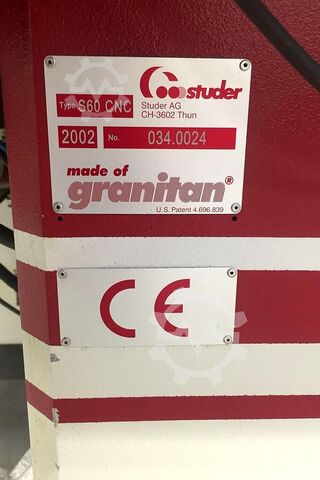 studer
Type S60 CNC
Studer AG
CH-3602 Thun
2002 No. 034.0024
made of
granitan®
U.S. Patent 4.696.839
CE